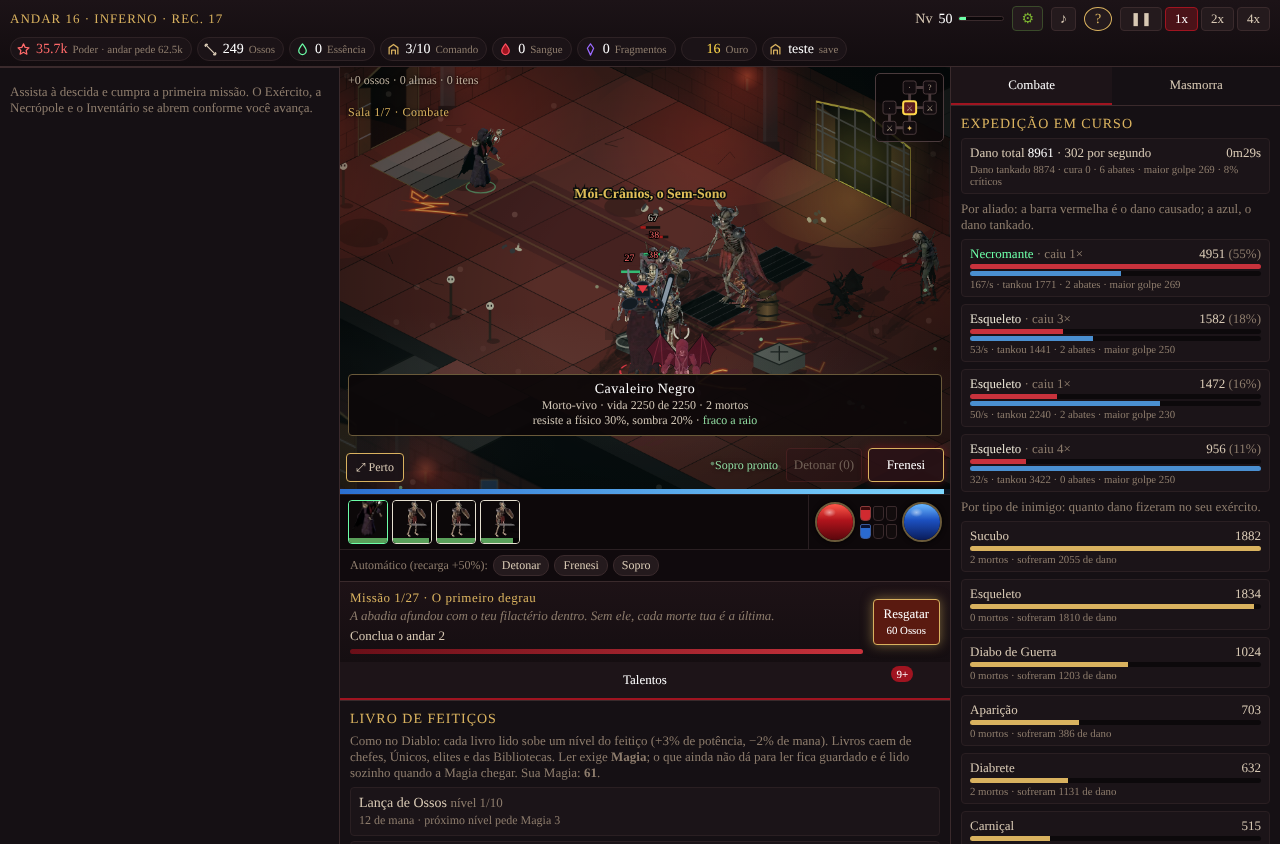 ANDAR 16 · INFERNO · REC. 17
Nv 50
?
❚❚
1x
2x
4x
35.7k Poder · andar pede 62.5k
249 Ossos
0 Essência
3/10 Comando
0 Sangue
0 Fragmentos
16 Ouro
teste save
Assista à descida e cumpra a primeira missão. O Exército, a
Necrópole e o Inventário se abrem conforme você avança.
+0 ossos · 0 almas · 0 itens
Sala 1/7 · Combate
Mói-Crânios, o Sem-Sono
67
38
27
38
Cavaleiro Negro
Morto-vivo · vida 2250 de 2250 · 2 mortos
resiste a físico 30%, sombra 20% · fraco a raio
⤢ Perto
Sopro pronto
Detonar (0)
Frenesi
Automático (recarga +50%):
Detonar
Frenesi
Sopro
Missão 1/27 · O primeiro degrau
A abadia afundou com o teu filactério dentro. Sem ele, cada morte tua é a última.
Conclua o andar 2
Resgatar
60 Ossos
Talentos
9+
LIVRO DE FEITIÇOS
Como no Diablo: cada livro lido sobe um nível do feitiço (+3% de potência, −2% de mana). Livros caem de
chefes, Únicos, elites e das Bibliotecas. Ler exige Magia; o que ainda não dá para ler fica guardado e é lido
sozinho quando a Magia chegar. Sua Magia: 61.
Lança de Ossos nível 1/10
12 de mana · próximo nível pede Magia 3
Combate
Masmorra
EXPEDIÇÃO EM CURSO
Dano total 8961 · 302 por segundo 0m29s
Dano tankado 8874 · cura 0 · 6 abates · maior golpe 269 · 8%
críticos
Por aliado: a barra vermelha é o dano causado; a azul, o
dano tankado.
Necromante · caiu 1× 4951 (55%)
167/s · tankou 1771 · 2 abates · maior golpe 269
Esqueleto · caiu 3× 1582 (18%)
53/s · tankou 1441 · 2 abates · maior golpe 250
Esqueleto · caiu 1× 1472 (16%)
50/s · tankou 2240 · 2 abates · maior golpe 230
Esqueleto · caiu 4× 956 (11%)
32/s · tankou 3422 · 0 abates · maior golpe 250
Por tipo de inimigo: quanto dano fizeram no seu exército.
Sucubo 1882
2 mortos · sofreram 2055 de dano
Esqueleto 1834
0 mortos · sofreram 1810 de dano
Diabo de Guerra 1024
0 mortos · sofreram 1203 de dano
Aparição 703
0 mortos · sofreram 386 de dano
Diabrete 632
2 mortos · sofreram 1131 de dano
Carniçal 515